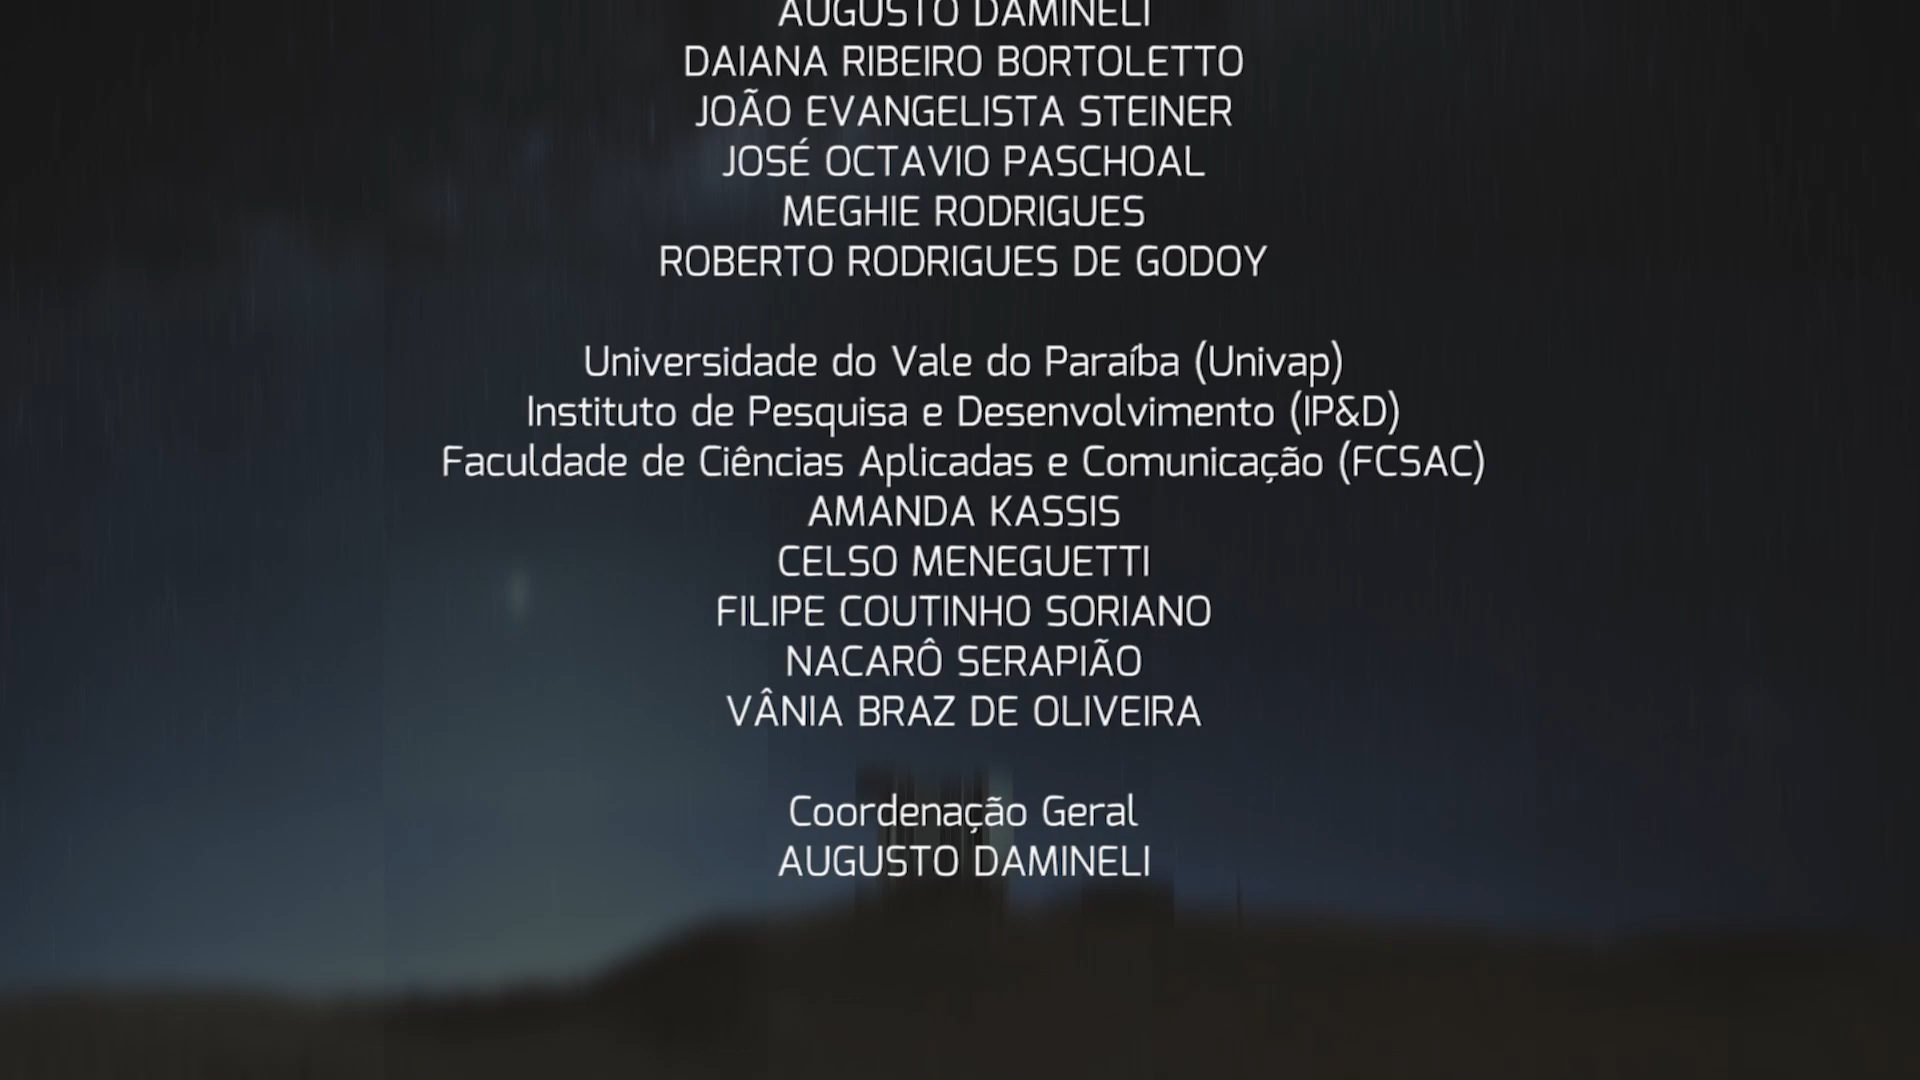 AUGUSTO DAMINELI
DAIANA RIBEIRO BORTOLETTO
JOÃO EVANGELISTA STEINER
JOSÉ OCTAVIO PASCHOAL
MEGHIE RODRIGUES
ROBERTO RODRIGUES DE GODOY
Universidade do Vale do Paraíba (Univap)
Instituto de Pesquisa e Desenvolvimento (IP&D)
Faculdade de Ciências Aplicadas e Comunicação (FCSAC)
AMANDA KASSIS
CELSO MENEGUETTI
FILIPE COUTINHO SORIANO
NACARÔ SERAPIÃO
VÂNIA BRAZ DE OLIVEIRA
Coordenação Geral
AUGUSTO DAMINELI